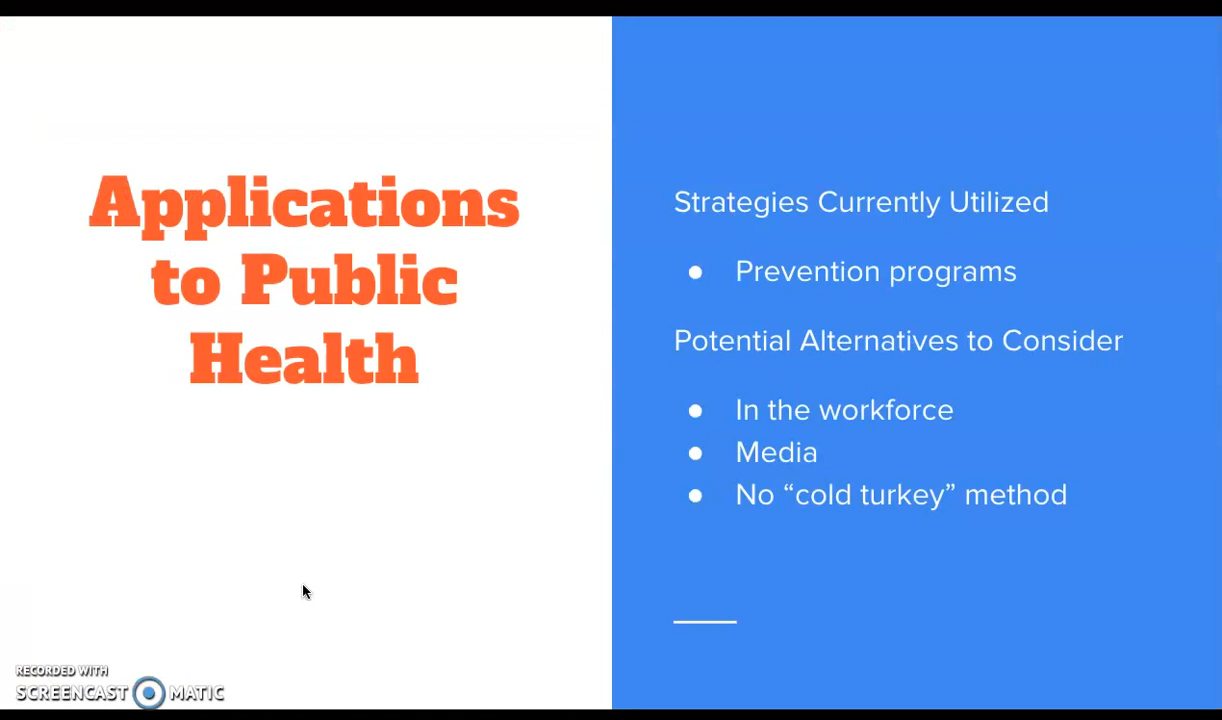 Applications
to Public
Health
Strategies Currently Utilized
● Prevention programs
Potential Alternatives to Consider
● In the workforce
● Media
● No “cold turkey” method
RECORDED WITH
SCREENCAST MATIC